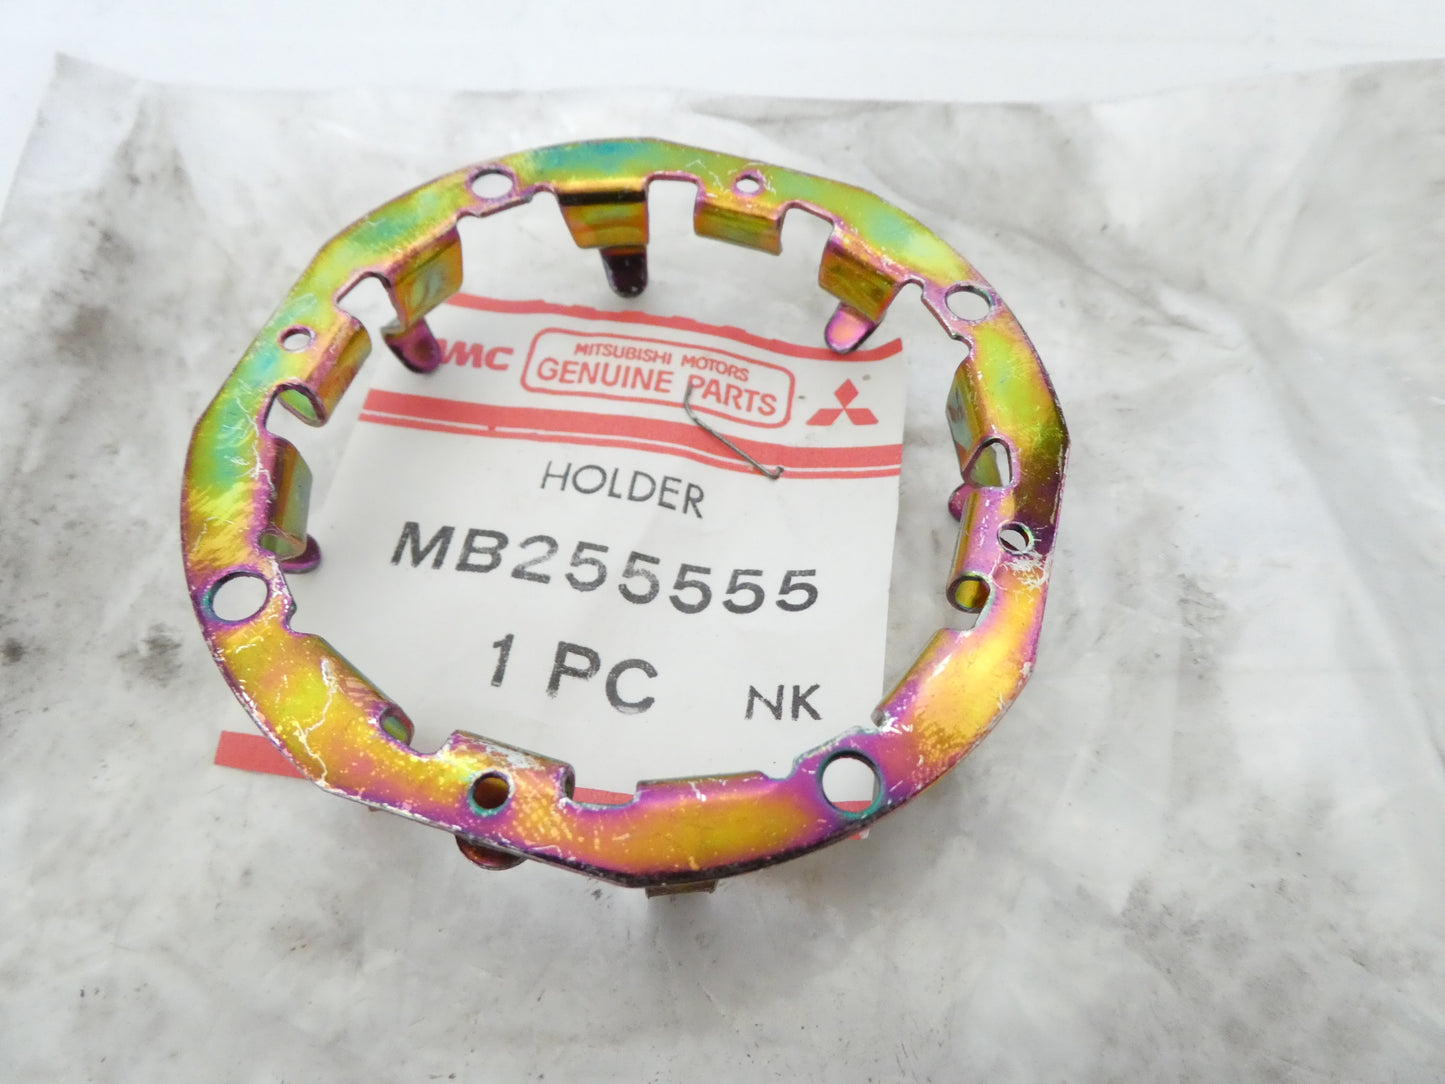 MMC
MITSUBISHI MOTORS
GENUINE PARTS
HOLDER
MB255555
1 PC NK